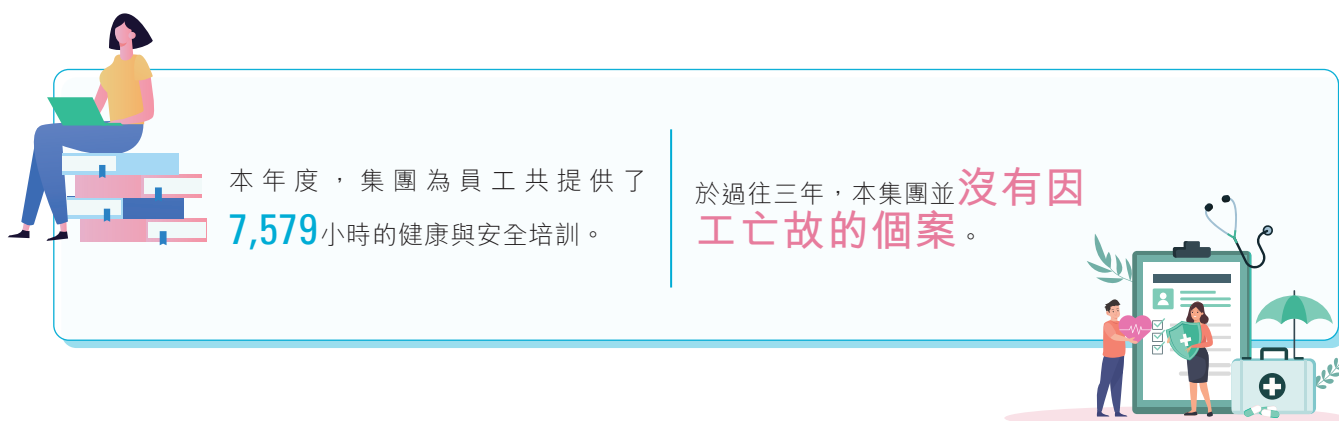 本年度，集團為員工共提供了
7,579小時的健康與安全培訓。
於過往三年，本集團並沒有因
工亡故的個案。